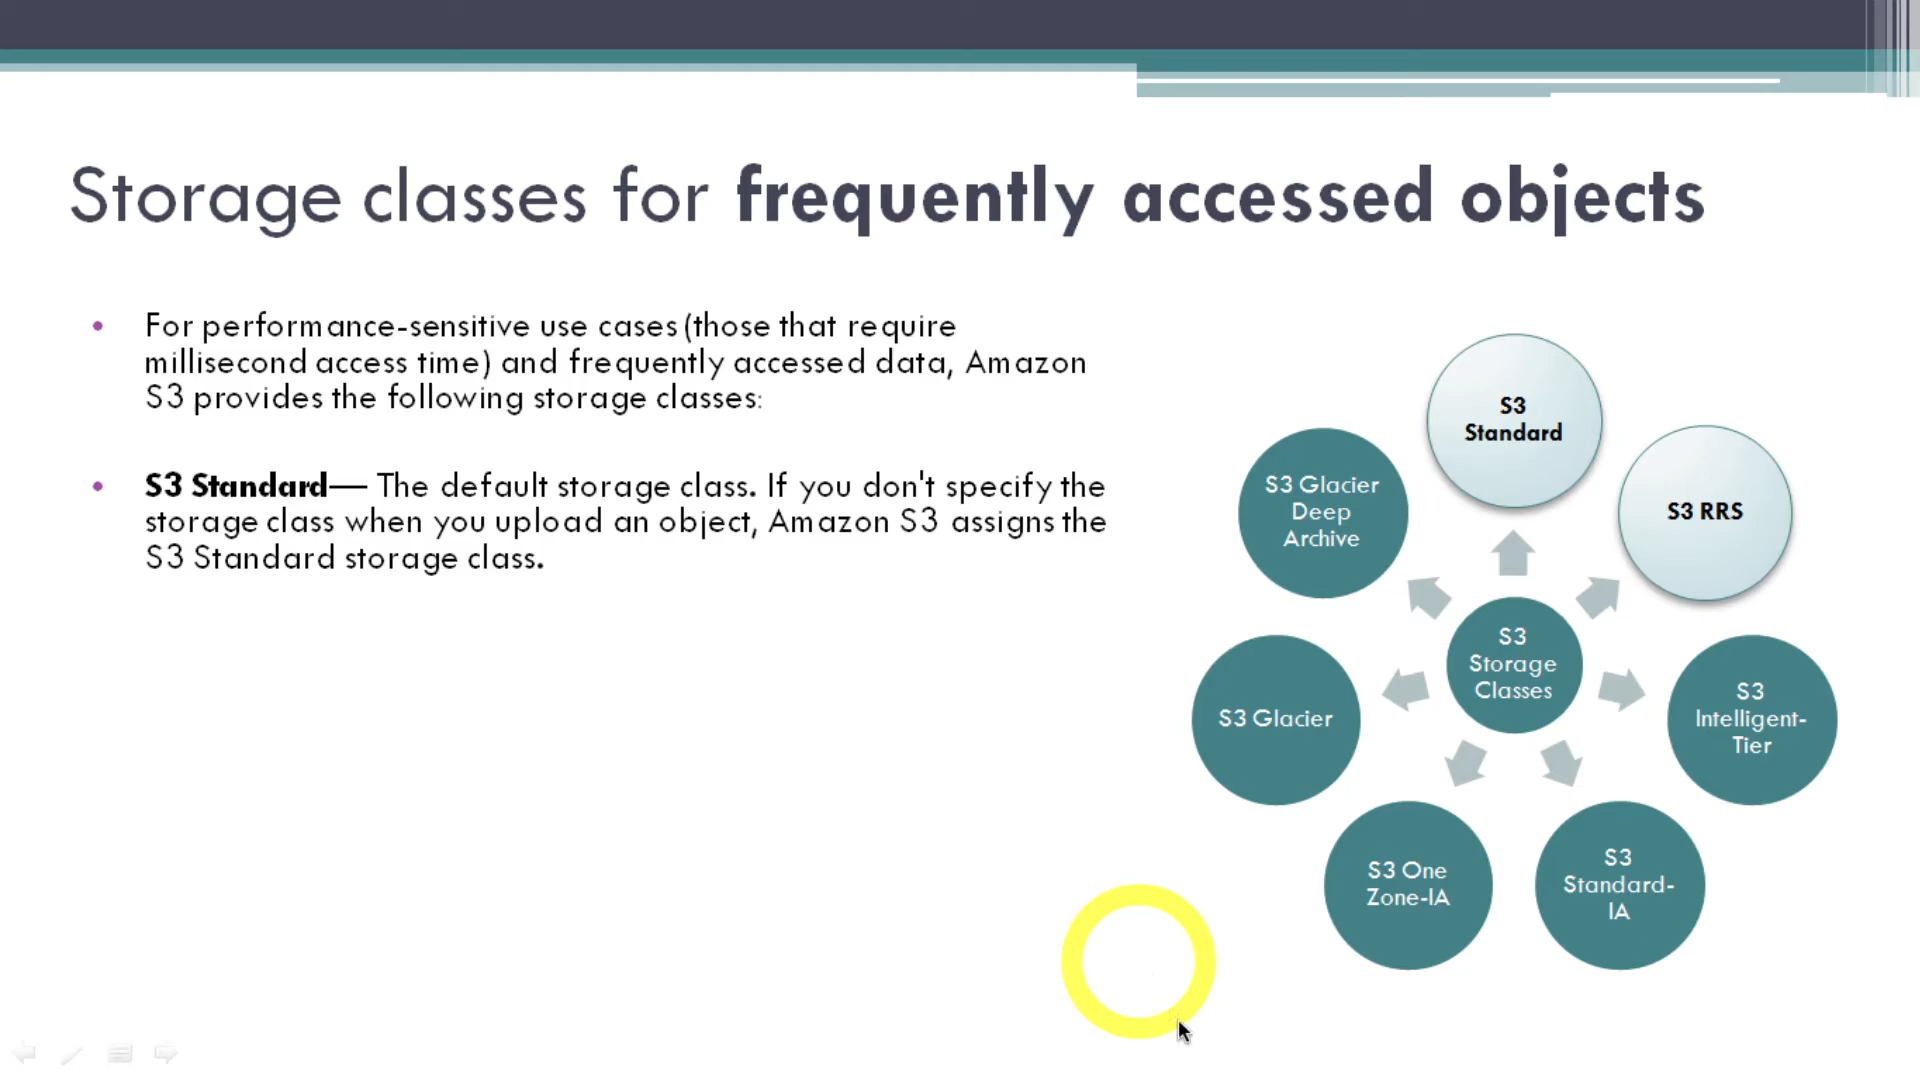 Storage classes for frequently accessed objects
• For performance-sensitive use cases (those that require
millisecond access time) and frequently accessed data, Amazon
S3 provides the following storage classes:
• S3 Standard— The default storage class. If you don't specify the
storage class when you upload an object, Amazon S3 assigns the
S3 Standard storage class.
S3
Standard
S3 RRS
S3
Intelligent-
Tier
S3
Standard-
IA
S3 One
Zone-IA
S3 Glacier
S3 Glacier
Deep
Archive
S3
Storage
Classes